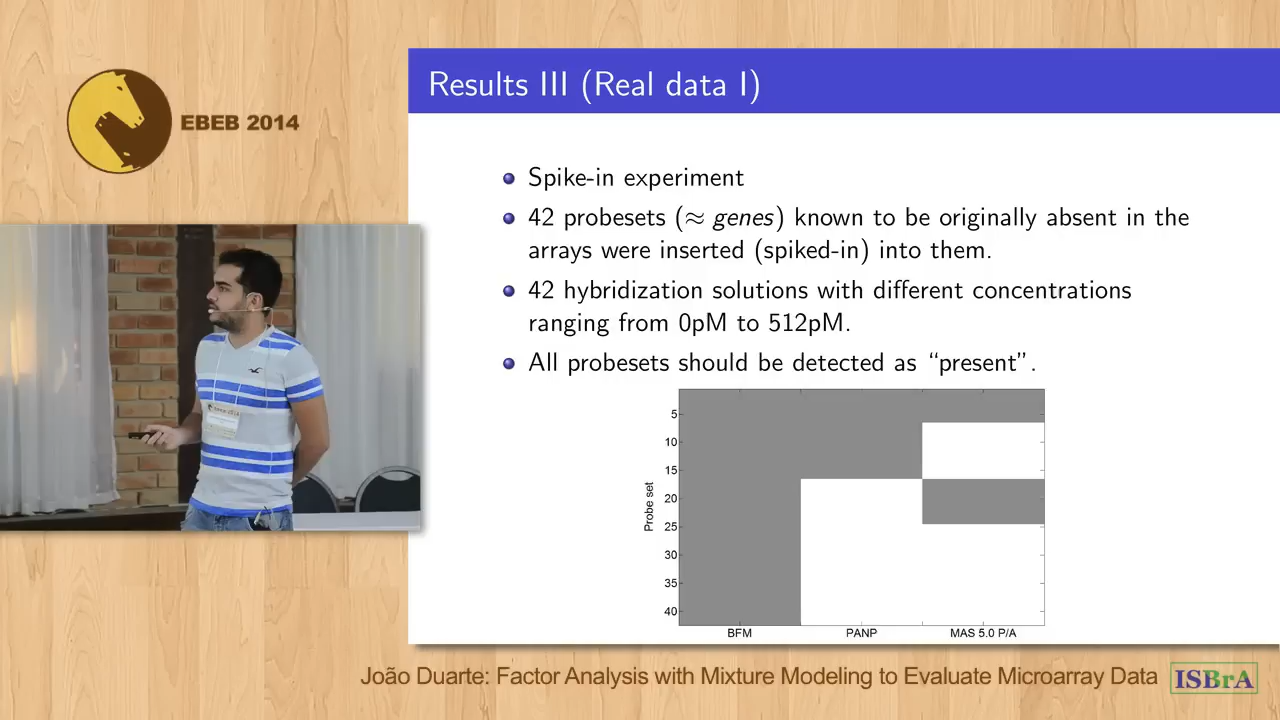 EBEB 2014
Results III (Real data I)
Spike-in experiment
42 probesets (≈ genes) known to be originally absent in the
arrays were inserted (spiked-in) into them.
42 hybridization solutions with different concentrations
ranging from 0pM to 512pM.
All probesets should be detected as “present”.
Probe set
5
10
15
20
25
30
35
40
BFM PANP MAS 5.0 P/A
João Duarte: Factor Analysis with Mixture Modeling to Evaluate Microarray Data
ISBrA